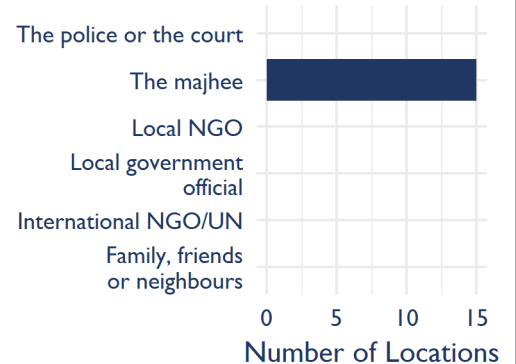 The police or the court
The majhee
Local NGO
Local government
official
International NGO/UN
Family, friends
or neighbours
0 5 10 15
Number of Locations